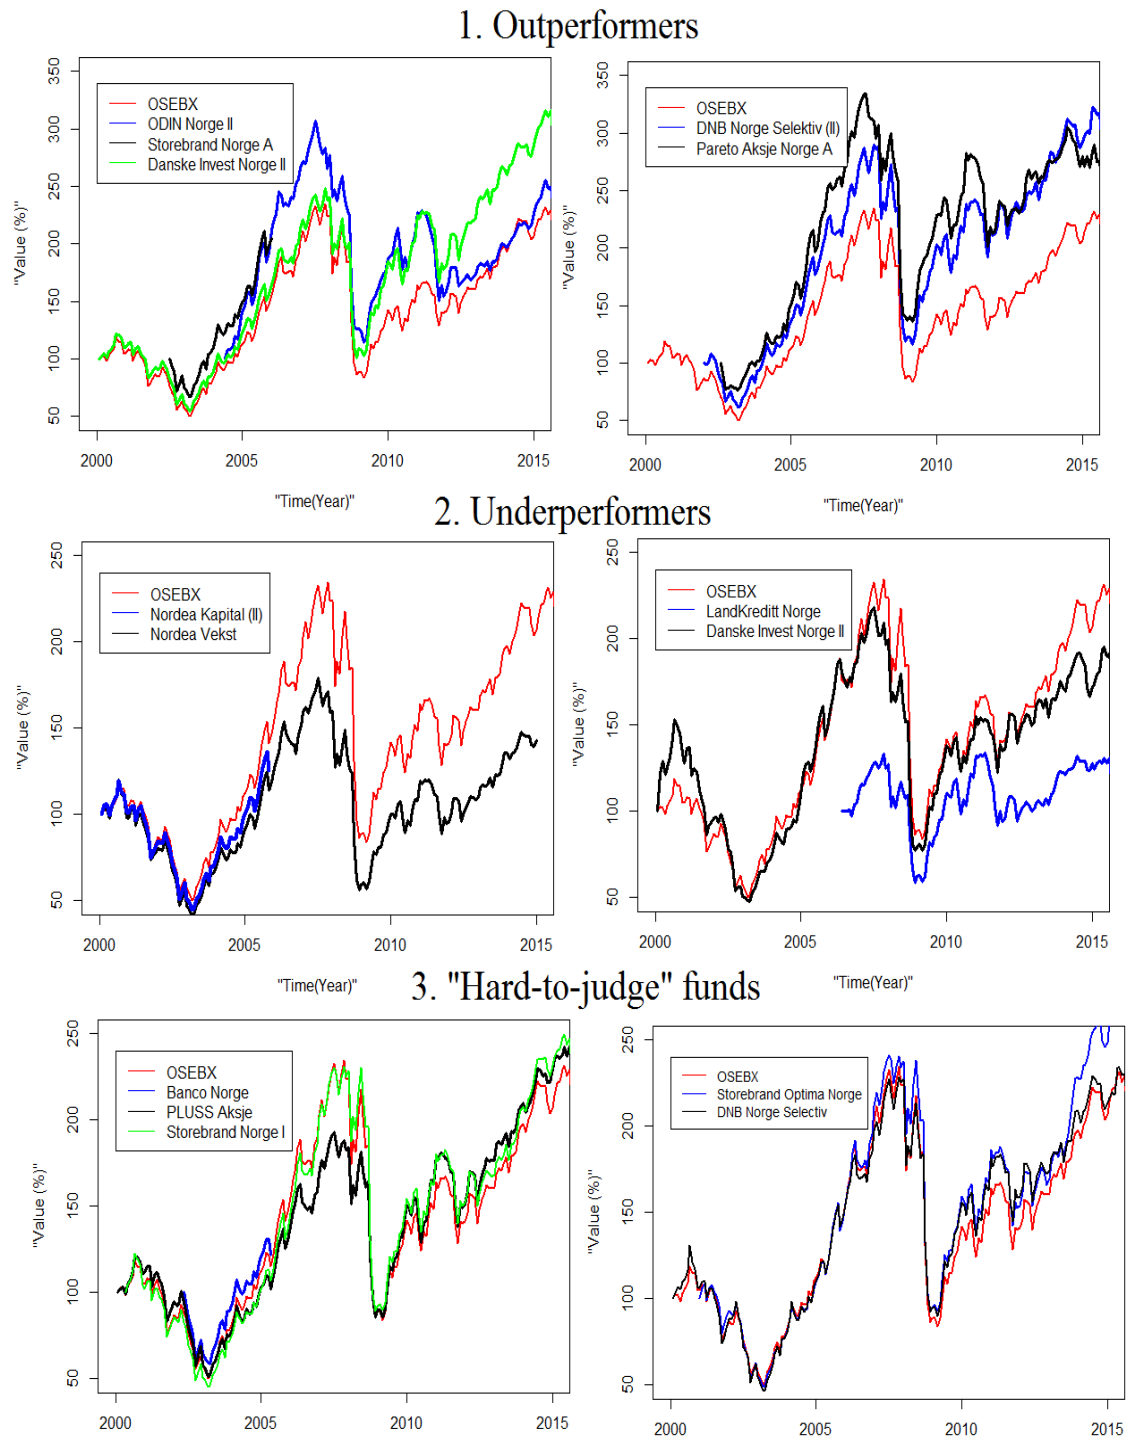 1. Outperformers
350
300
250
200
150
100
50
"Value (%)"
OSEBX
ODIN Norge II
Storebrand Norge A
Danske Invest Norge II
2000
2005
2010
2015
"Time(Year)"
350
300
250
200
150
100
50
"Value (%)"
OSEBX
DNB Norge Selektiv (II)
Pareto Aksje Norge A
2000
2005
2010
2015
"Time(Year)"
2. Underperformers
250
200
150
100
50
"Value (%)"
OSEBX
Nordea Kapital (II)
Nordea Vekst
2000
2005
2010
2015
"Time(Year)"
250
200
150
100
50
"Value (%)"
OSEBX
LandKreditt Norge
Danske Invest Norge II
2000
2005
2010
2015
"Time(Year)"
3. "Hard-to-judge" funds
250
200
150
100
50
"Value (%)"
OSEBX
Banco Norge
PLUSS Aksje
Storebrand Norge I
2000
2005
2010
2015
250
200
150
100
50
"Value (%)"
OSEBX
Storebrand Optima Norge
DNB Norge Selectiv
2000
2005
2010
2015